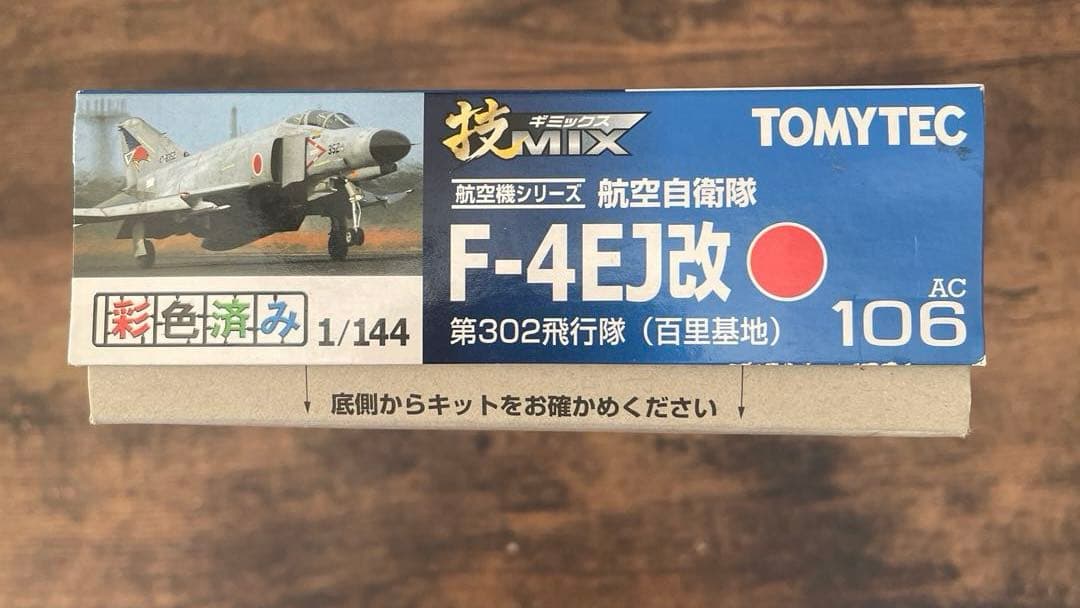 技MIX
ギミックス
TOMYTEC
航空機シリーズ 航空自衛隊
F-4EJ改
AC
106
第302飛行隊（百里基地）
彩色済み
1/144
底側からキットをお確かめください